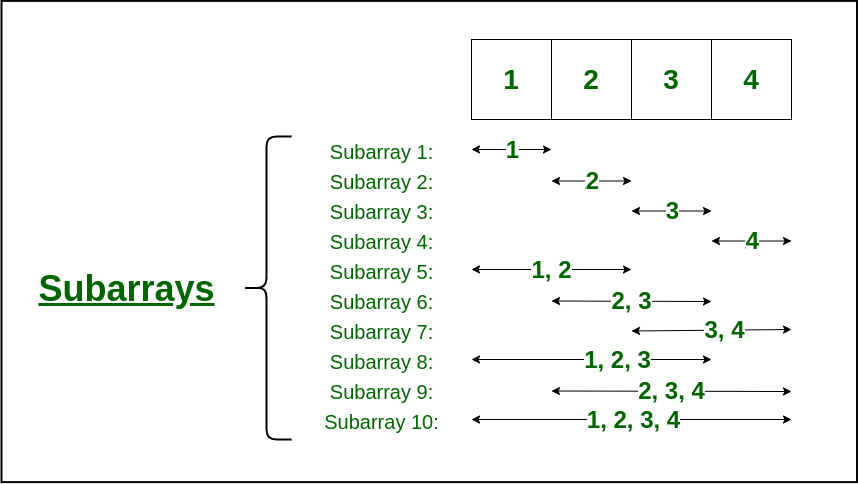 1 2 3 4
Subarray 1: 1
Subarray 2: 2
Subarray 3: 3
Subarray 4: 4
Subarray 5: 1, 2
Subarrays
Subarray 6: 2, 3
Subarray 7: 3, 4
Subarray 8: 1, 2, 3
Subarray 9: 2, 3, 4
Subarray 10: 1, 2, 3, 4